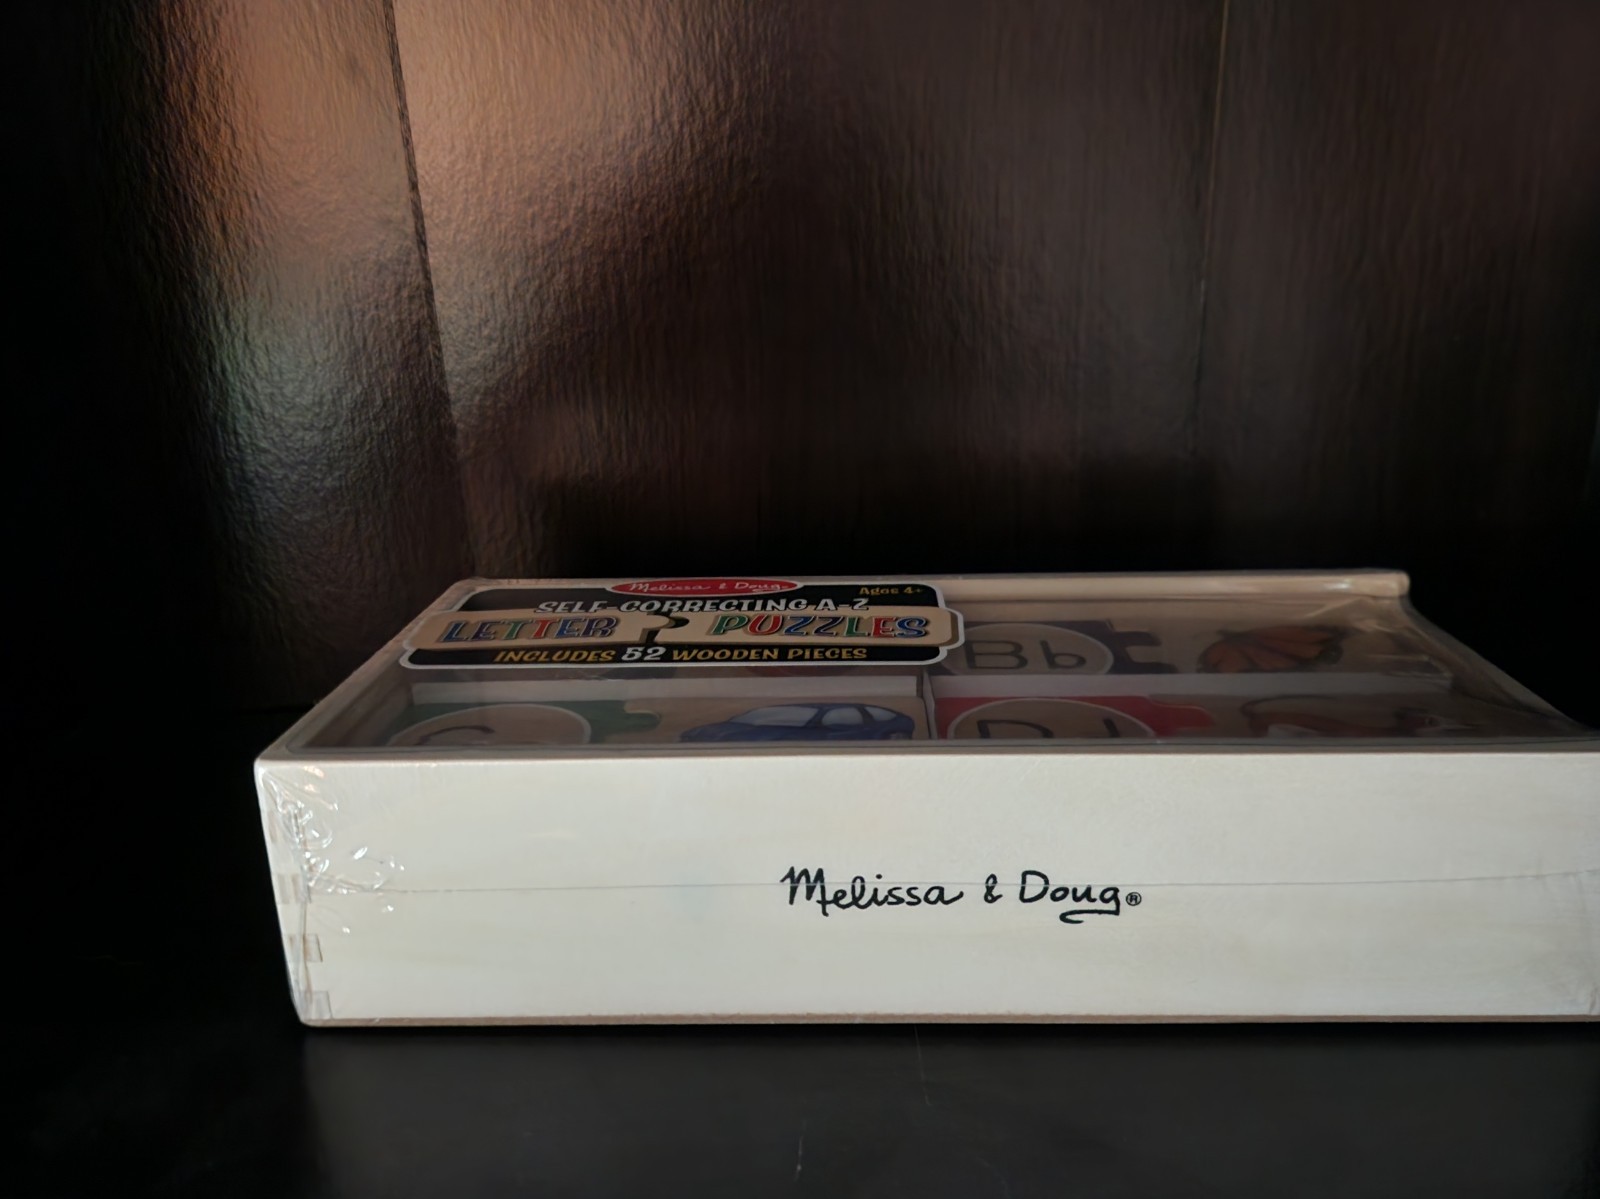 Melissa & Doug
Ages 4+
SELF-CORRECTING A-Z
LETTER PUZZLES
INCLUDES 52 WOODEN PIECES
Bb
Melissa & Doug®